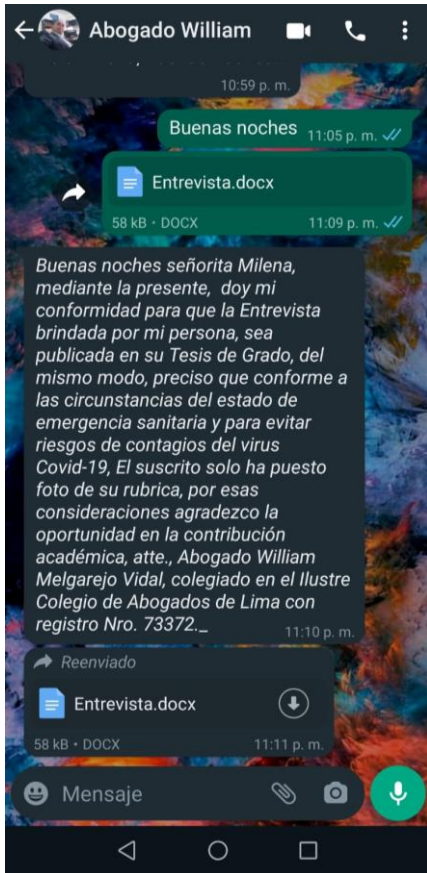 Abogado William
10:59 p. m.
Buenas noches 11:05 p. m.
Entrevista.docx
58 kB • DOCX 11:09 p. m.
Buenas noches señorita Milena,
mediante la presente, doy mi
conformidad para que la Entrevista
brindada por mi persona, sea
publicada en su Tesis de Grado, del
mismo modo, preciso que conforme a
las circunstancias del estado de
emergencia sanitaria y para evitar
riesgos de contagios del virus
Covid-19, El suscrito solo ha puesto
foto de su rubrica, por esas
consideraciones agradezco la
oportunidad en la contribución
académica, atte., Abogado William
Melgarejo Vidal, colegiado en el Ilustre
Colegio de Abogados de Lima con
registro Nro. 73372._ 11:10 p. m.
Reenviado
Entrevista.docx
58 kB • DOCX 11:11 p. m.
Mensaje